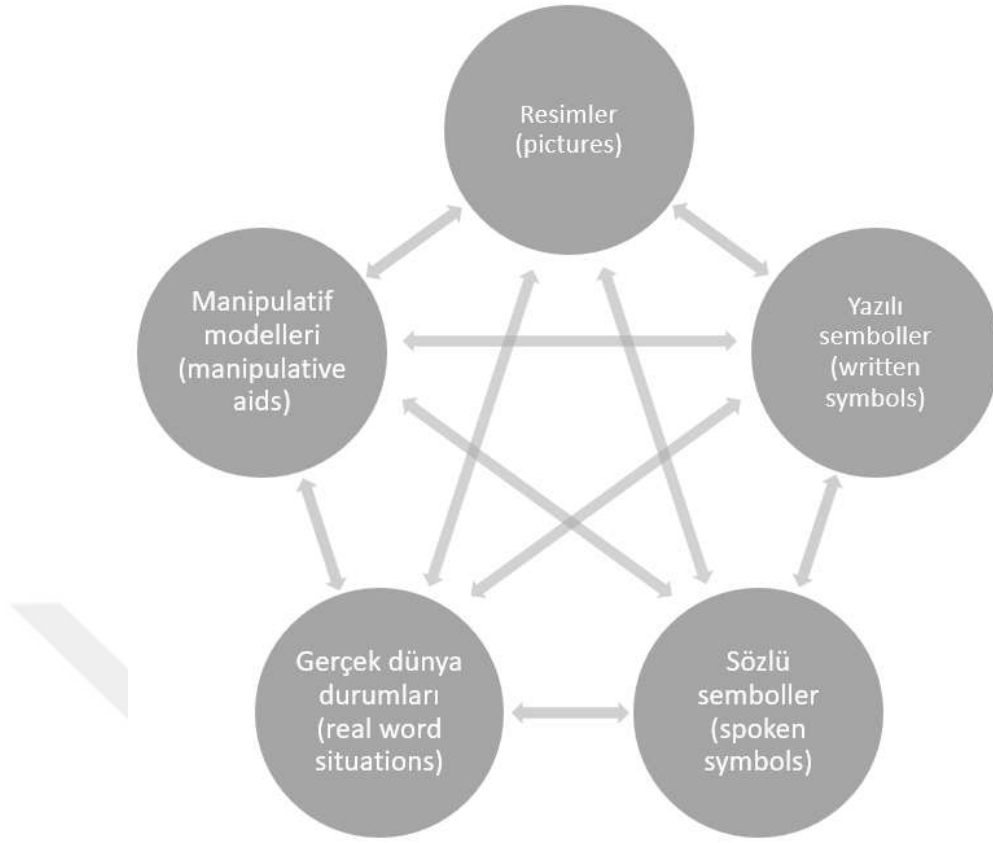 Resimler
(pictures)
Manipulatif
modelleri
(manipulative
aids)
Yazılı
semboller
(written
symbols)
Gerçek dünya
durumları
(real word
situations)
Sözlü
semboller
(spoken
symbols)